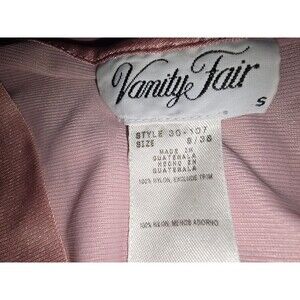 Vanity Fair
S
STYLE 30-107
SIZE S/36
MADE IN
GUATEMALA
HECHO EN
GUATEMALA
100% NYLON, EXCLUDE TRIM
100% NILON, MENOS ADORNO